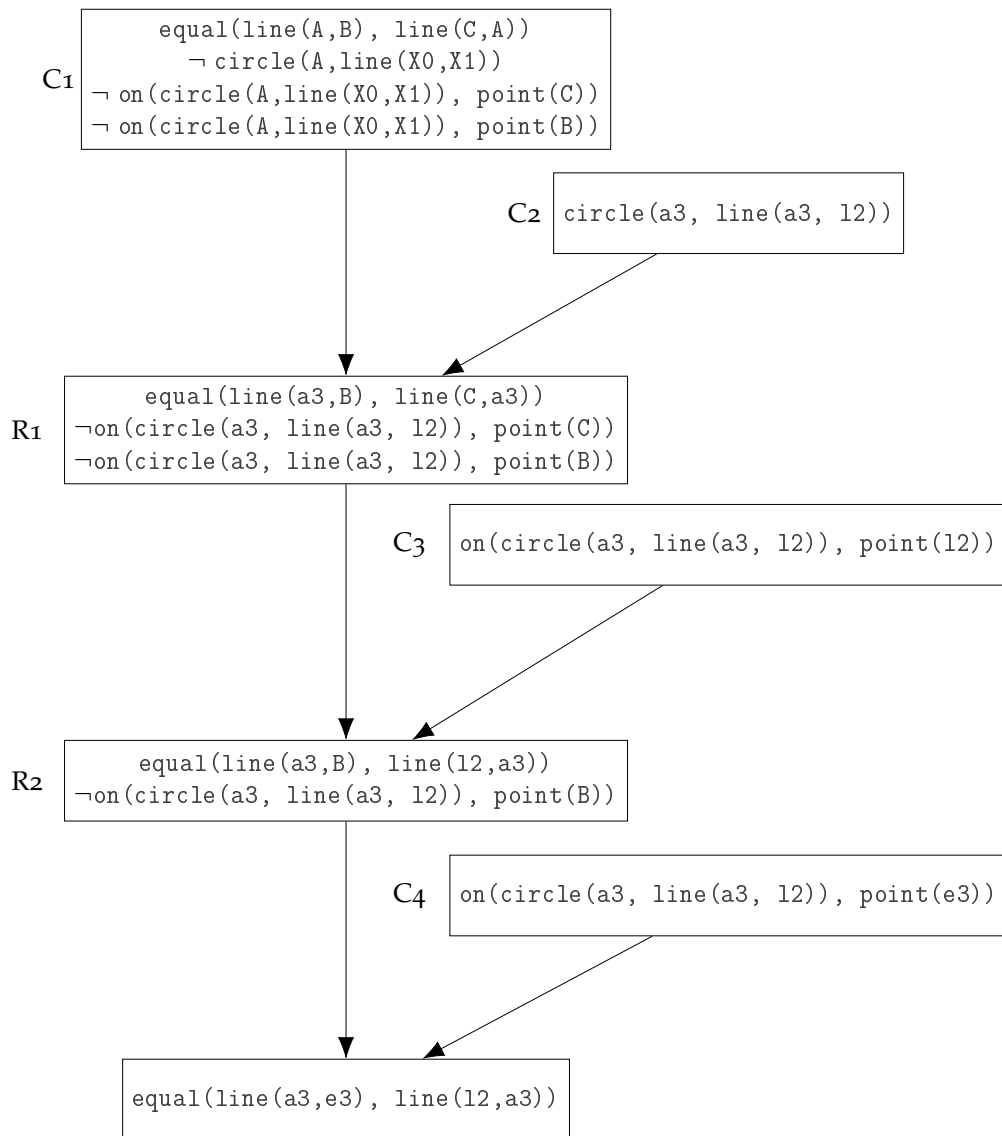 equal(line(A,B), line(C,A))
¬ circle(A,line(X0,X1))
C1
¬ on(circle(A,line(X0,X1)), point(C))
¬ on(circle(A,line(X0,X1)), point(B))
C2
circle(a3, line(a3, l2))
equal(line(a3,B), line(C,a3))
R1
¬on(circle(a3, line(a3, l2)), point(C))
¬on(circle(a3, line(a3, l2)), point(B))
C3
on(circle(a3, line(a3, l2)), point(l2))
equal(line(a3,B), line(l2,a3))
R2
¬on(circle(a3, line(a3, l2)), point(B))
C4
on(circle(a3, line(a3, l2)), point(e3))
equal(line(a3,e3), line(l2,a3))